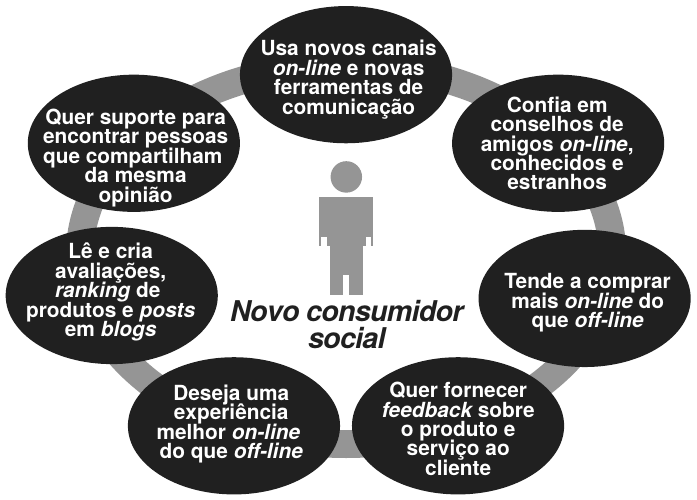 Usa novos canais
on-line e novas
ferramentas de
comunicação
Confia em
conselhos de
amigos on-line,
conhecidos e
estranhos
Tende a comprar
mais on-line do
que off-line
Quer fornecer
feedback sobre
o produto e
serviço ao
cliente
Deseja uma
experiência
melhor on-line
do que off-line
Lê e cria
avaliações,
ranking de
produtos e posts
em blogs
Quer suporte para
encontrar pessoas
que compartilham
da mesma
opinião
Novo consumidor
social